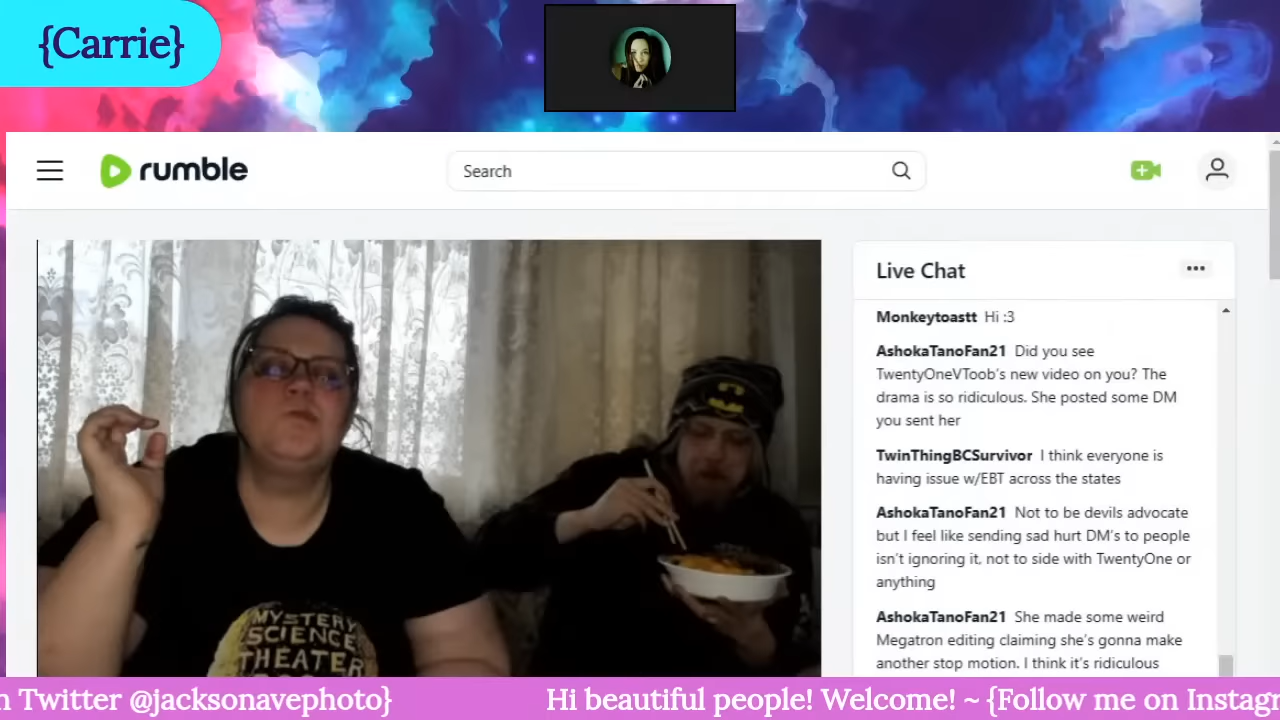 {Carrie}
rumble
Search
Live Chat
Monkeytoastt Hi :3
AshokaTanoFan21 Did you see
TwentyOneVToob's new video on you? The
drama is so ridiculous. She posted some DM
you sent her
TwinThingBCSurvivor I think everyone is
having issue w/EBT across the states
AshokaTanoFan21 Not to be devils advocate
but I feel like sending sad hurt DM's to people
isn't ignoring it, not to side with TwentyOne or
anything
AshokaTanoFan21 She made some weird
Megatron editing claiming she's gonna make
another stop motion. I think it's ridiculous
MYSTERY
SCIENCE
THEATER
n Twitter @jacksonavephoto} Hi beautiful people! Welcome! ~ {Follow me on Instagr